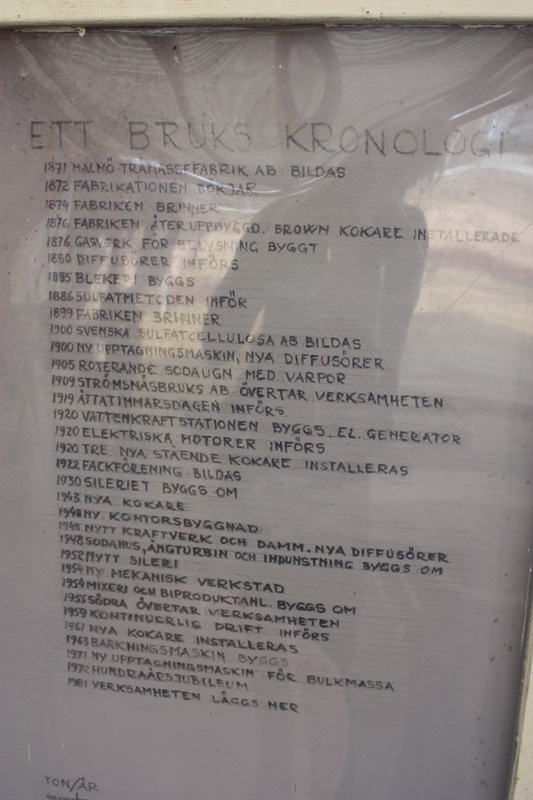 ETT BRUKS KRONOLOGI
1871 MALMÖ TRÄMASSEFABRIK AB BILDAS
1872 FABRIKATIONEN BÖRJAR
1874 FABRIKEN BRINNER
1876 FABRIKEN ÅTERUPPBYGGD. BROWN KOKARE INSTALLERADE
1876 GASVERK FÖR BELYSNING BYGGT
1880 DIFFUSÖRER INFÖRS
1885 BLEKERI BYGGS
1886 SULFATMETODEN INFÖR
1899 FABRIKEN BRINNER
1900 SVENSKA SULFATCELLULOSA AB BILDAS
1900 NY UPPTAGNINGSMASKIN, NYA DIFFUSÖRER
1905 ROTERANDE SODAUGN MED VARPOR
1909 STRÖMSNÄSBRUKS AB ÖVERTAR VERKSAMHETEN
1919 ÅTTATIMMARSDAGEN INFÖRS
1920 VATTENKRAFTSTATIONEN BYGGS. EL. GENERATOR
1920 ELEKTRISKA MOTORER INFÖRS
1920 TRE NYA STÅENDE KOKARE INSTALLERAS
1922 FACKFÖRENING BILDAS
1930 SILERIET BYGGS OM
1943 NYA KOKARE
1948 NY KONTORSBYGGNAD
1948 NYTT KRAFTVERK OCH DAMM. NYA DIFFUSÖRER
1948 SODAHUS, ÅNGTURBIN OCH INDUNSTNING BYGGS OM
1952 NYTT SILERI
1954 NY MEKANISK VERKSTAD
1954 MIXERI OCH BIPRODUKTANL. BYGGS OM
1955 SÖDRA ÖVERTAR VERKSAMHETEN
1959 KONTINUERLIG DRIFT INFÖRS
1961 NYA KOKARE INSTALLERAS
1963 BARKNINGSMASKIN BYGGS
1971 NY UPPTAGNINGSMASKIN FÖR BULKMASSA
1972 HUNDRAÅRSJUBILEUM
1981 VERKSAMHETEN LÄGGS NER
TON/ÅR